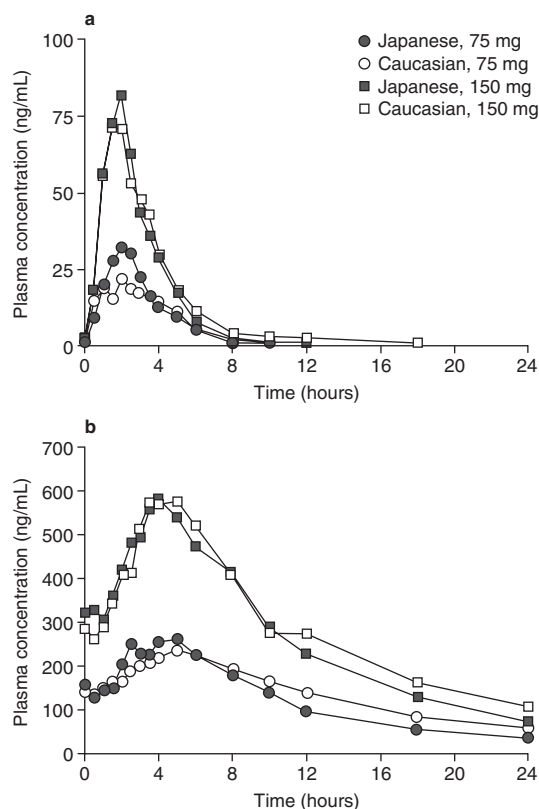 a
100
75
50
25
0
Plasma concentration (ng/mL)
Japanese, 75 mg
Caucasian, 75 mg
Japanese, 150 mg
Caucasian, 150 mg
0 4 8 12 16 20 24
Time (hours)
b
700
600
500
400
300
200
100
0
Plasma concentration (ng/mL)
0 4 8 12 16 20 24
Time (hours)